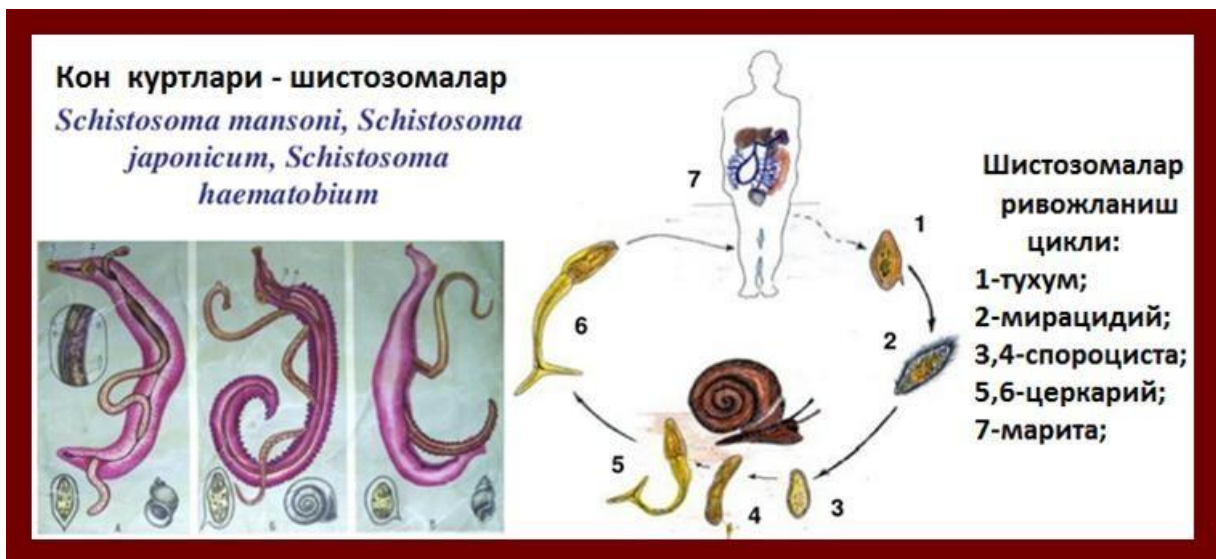 Кон куртлари - шистозомалар
Schistosoma mansoni, Schistosoma
japonicum, Schistosoma
haematobium
Шистозомалар
ривожланиш
цикли:
1-тухум;
2-мирацидий;
3,4-спороциста;
5,6-церкарий;
7-марита;
7
1
6
2
5
4
3